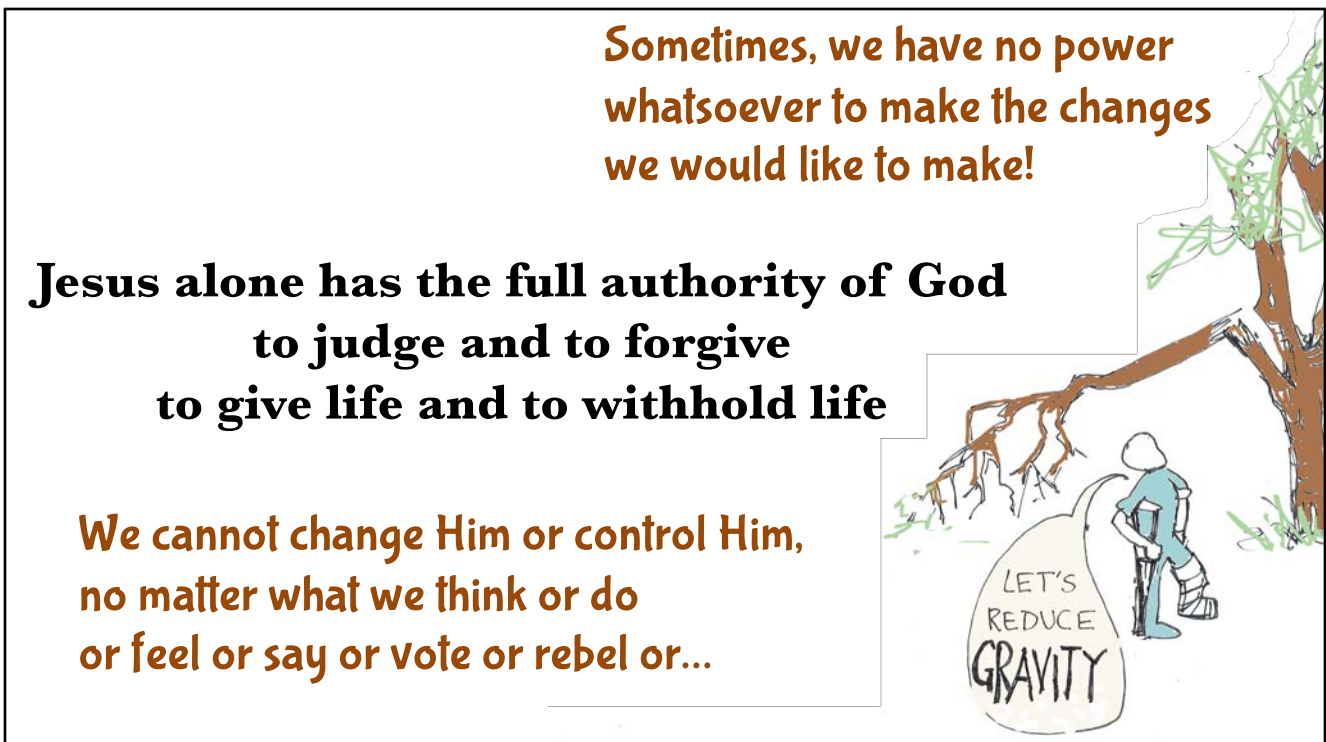 Sometimes, we have no power
whatsoever to make the changes
we would like to make!
Jesus alone has the full authority of God
to judge and to forgive
to give life and to withhold life
We cannot change Him or control Him,
no matter what we think or do
or feel or say or vote or rebel or...
LET'S
REDUCE
GRAVITY